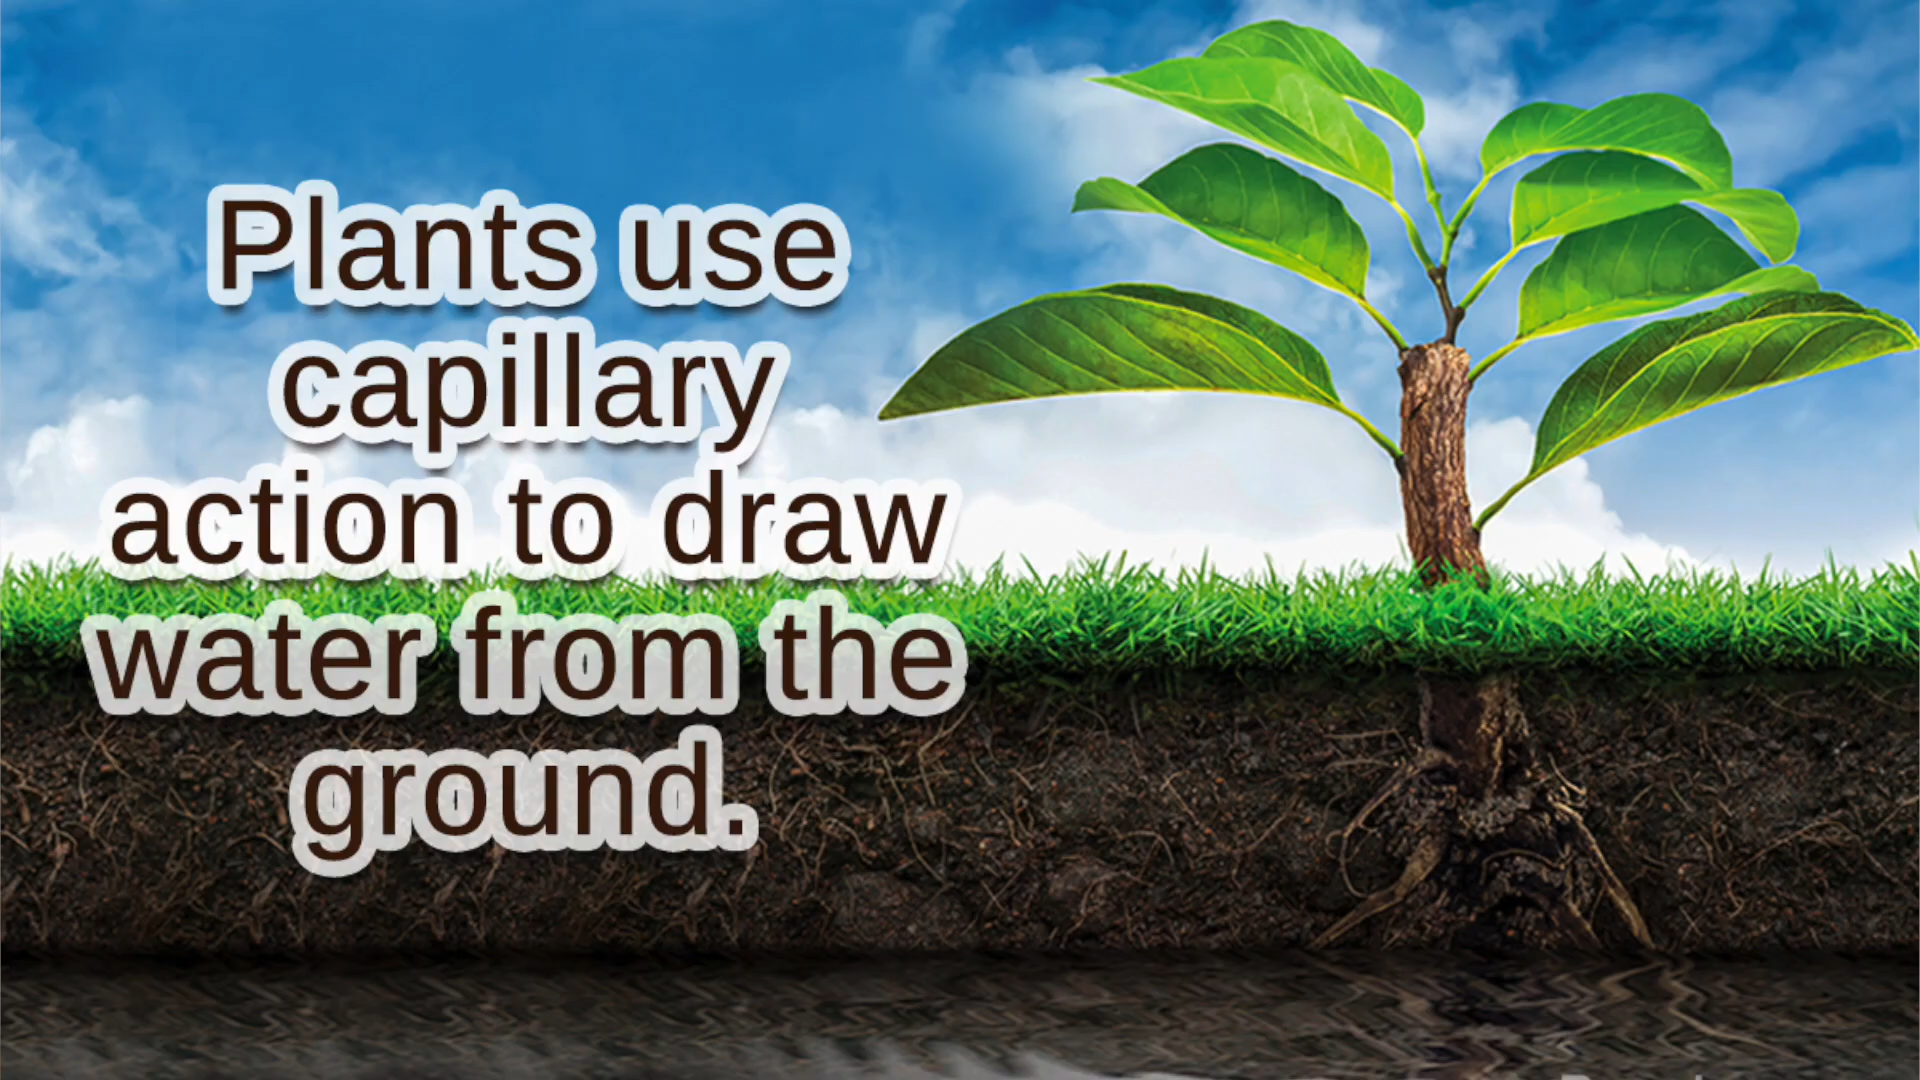 Plants use
capillary
action to draw
water from the
ground.